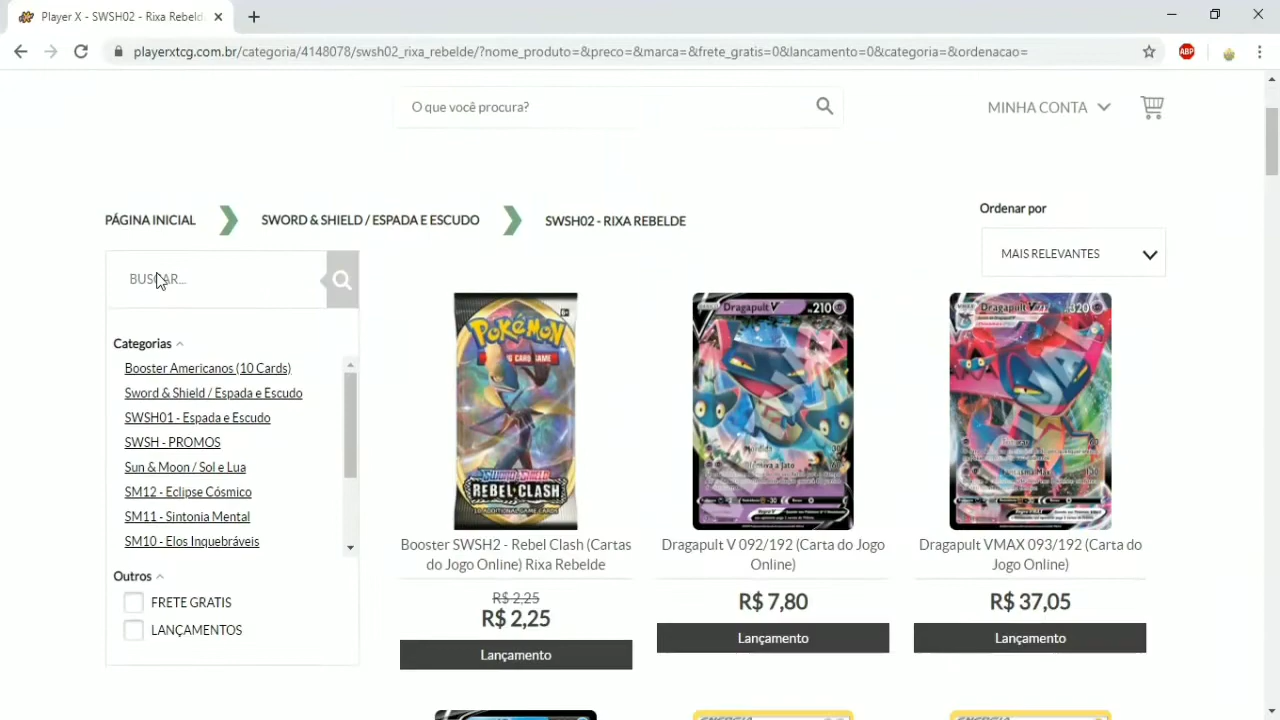 Player X - SWSH02 - Rixa Rebeld
playerxtcg.com.br/categoria/4148078/swsh02_rixa_rebelde/?nome_produto=&preco=&marca=&frete_gratis=0&lancamento=0&categoria=&ordenacao=
ABP
O que você procura?
MINHA CONTA
PÁGINA INICIAL
SWORD & SHIELD / ESPADA E ESCUDO
SWSH02 - RIXA REBELDE
Ordenar por
MAIS RELEVANTES
BUSCAR...
Categorias
Booster Americanos (10 Cards)
Sword & Shield / Espada e Escudo
SWSH01 - Espada e Escudo
SWSH - PROMOS
Sun & Moon / Sol e Lua
SM12 - Eclipse Cósmico
SM11 - Sintonia Mental
SM10 - Elos Inquebráveis
Outros
FRETE GRATIS
LANÇAMENTOS
POKÉMON
REBEL CLASH
Booster SWSH2 - Rebel Clash (Cartas
do Jogo Online) Rixa Rebelde
R$ 2,25
R$ 2,25
Lançamento
Dragapult V
210
Dragapult V 092/192 (Carta do Jogo
Online)
R$ 7,80
Lançamento
Dragapult
320
Dragapult VMAX 093/192 (Carta do
Jogo Online)
R$ 37,05
Lançamento
ENERGIA
ENERGIA